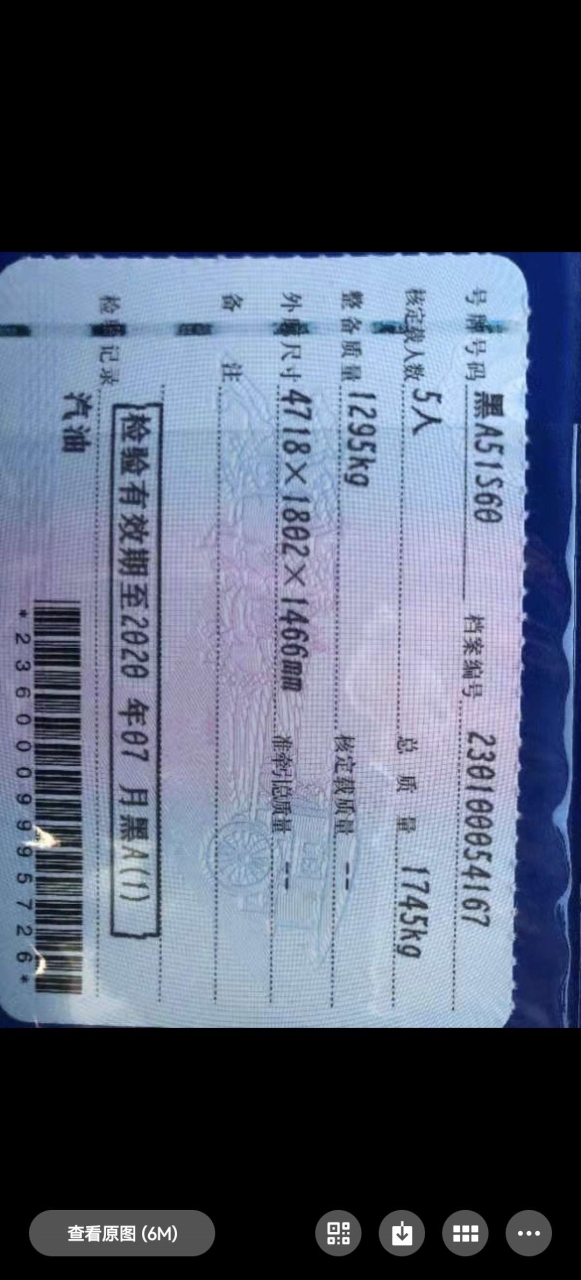 号牌号码 黑A51S60 档案编号 230100054167
核定载人数 5人 总质量 1745kg
整备质量 1295kg 核定载质量 --
外廓尺寸 4718×1802×1466mm 准牵引总质量 --
备注
检验有效期至2020 年07 月黑A(1)
检验记录
汽油
*2360009995726*
查看原图 (6M)